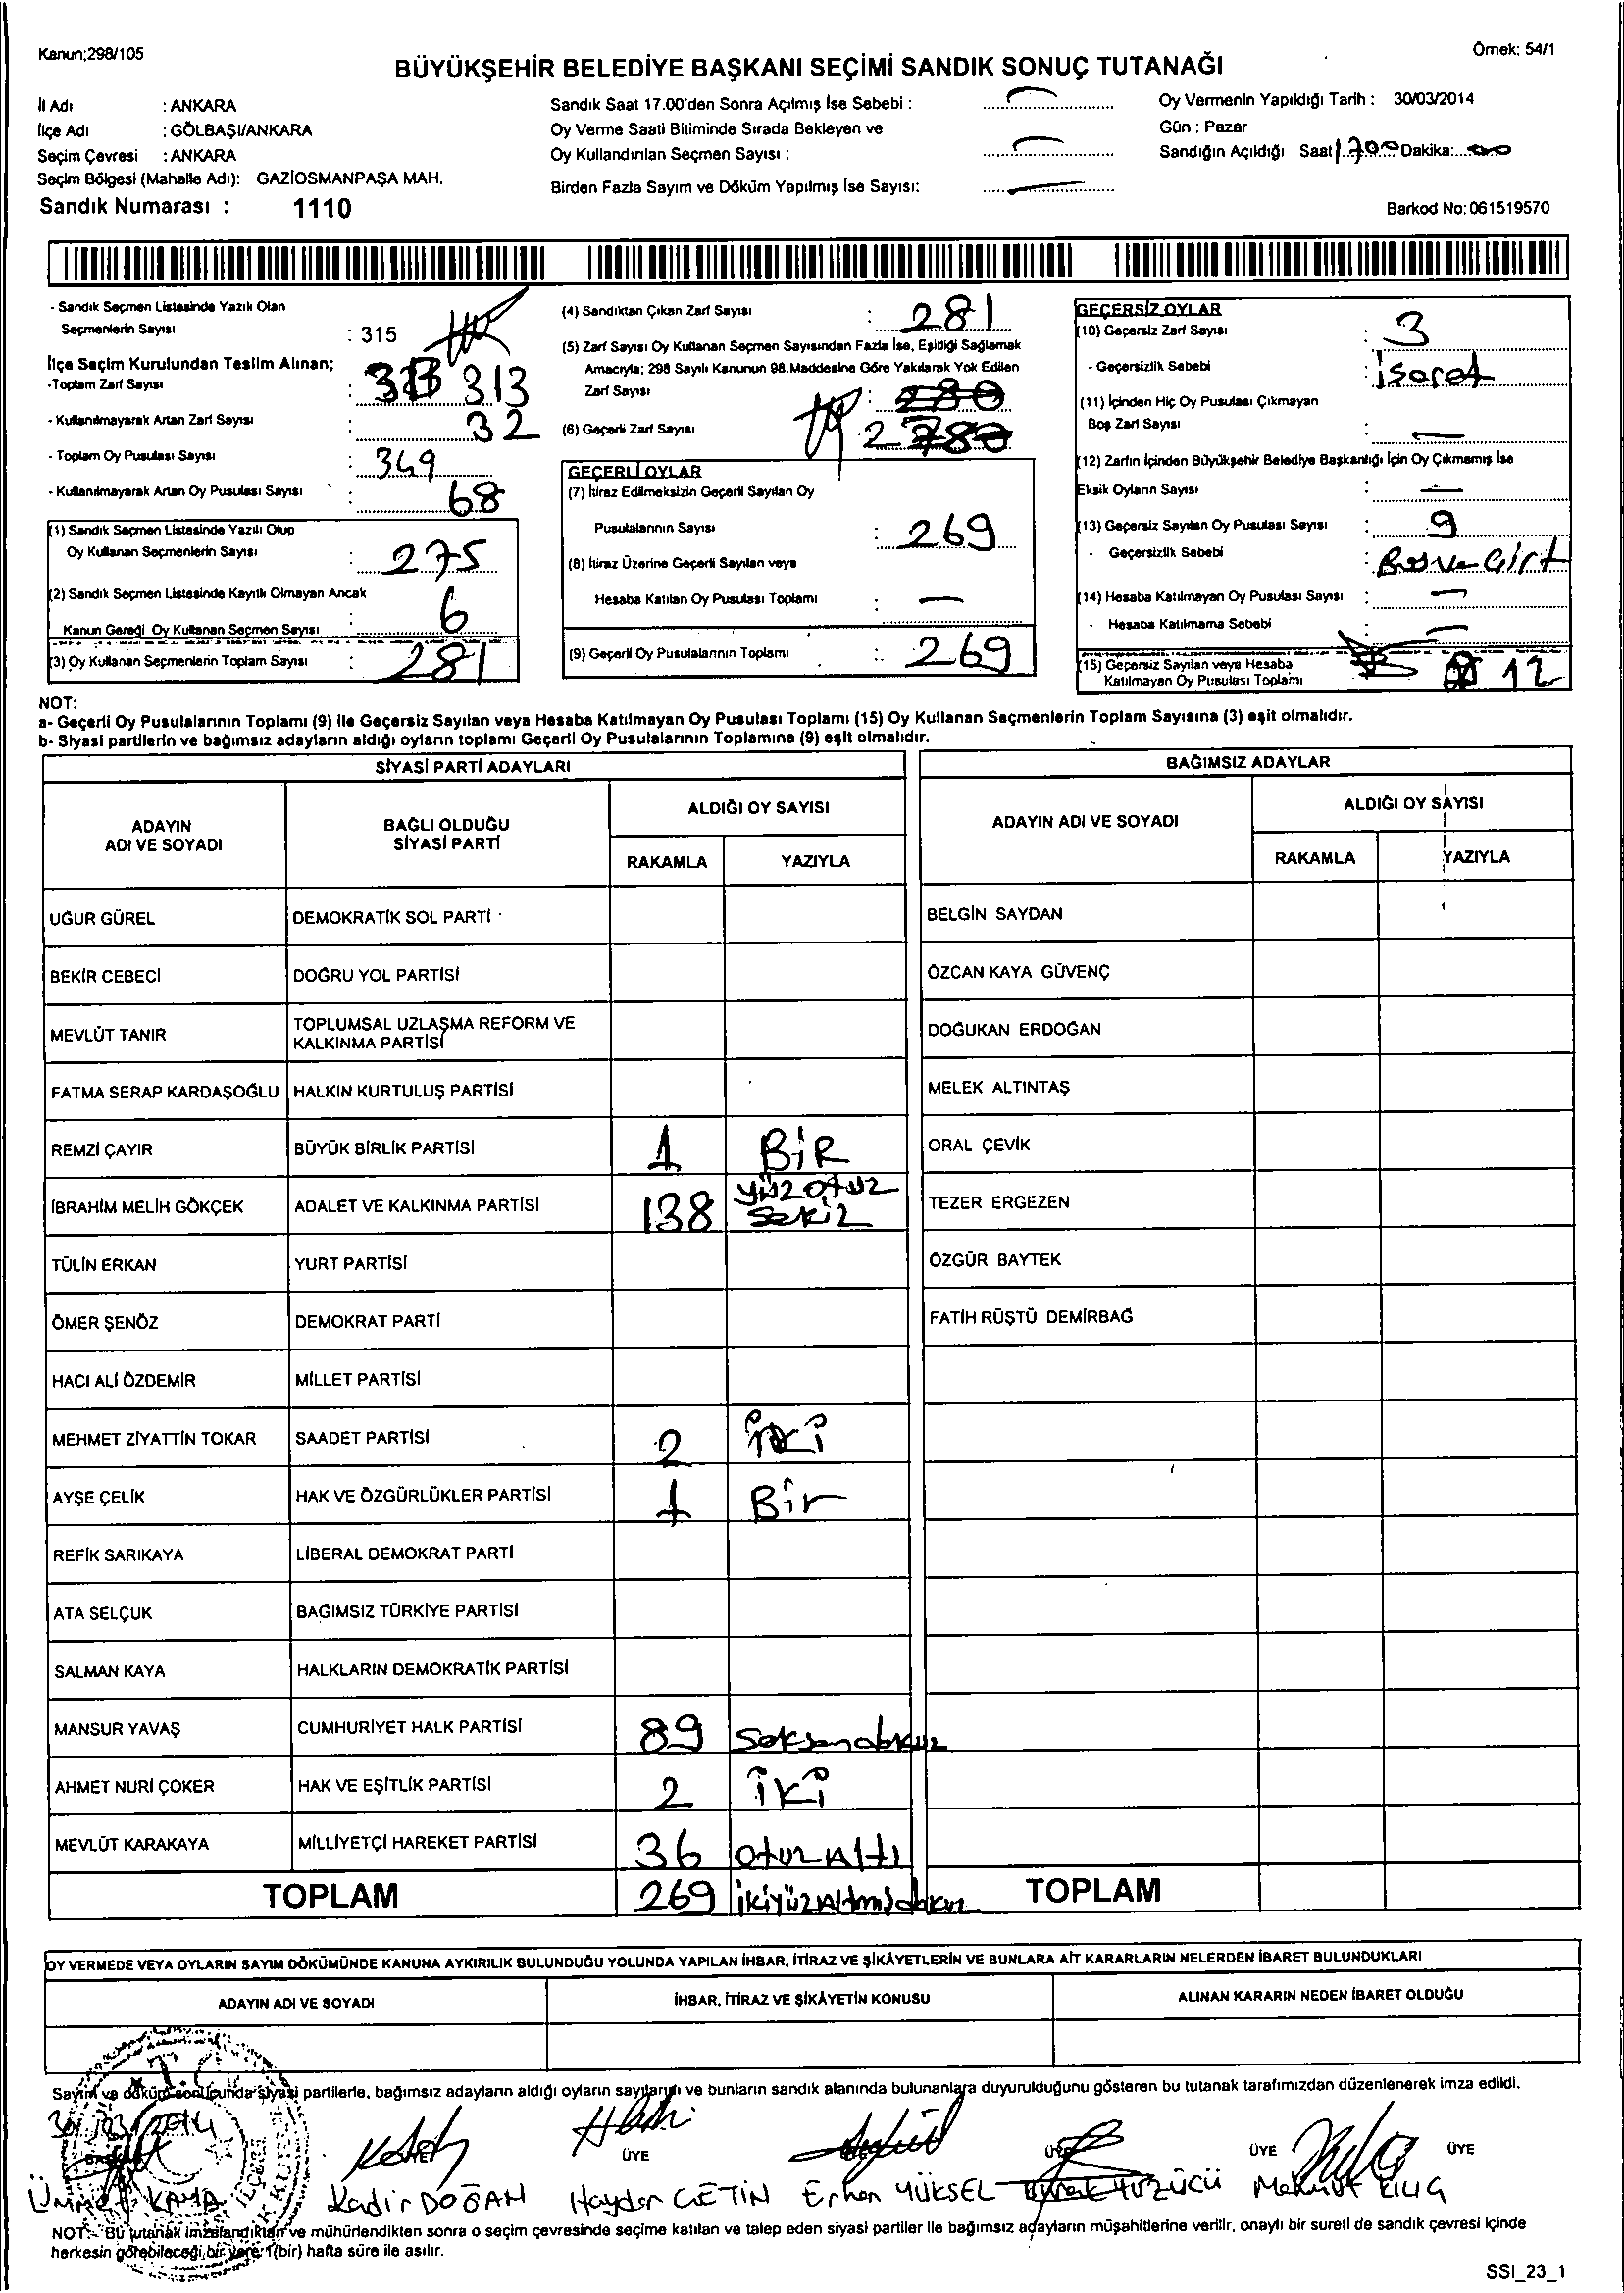 Kanun;298/105
Örnek: 54/1
BÜYÜKŞEHİR BELEDİYE BAŞKANI SEÇİMİ SANDIK SONUÇ TUTANAĞI
İl Adı : ANKARA
İlçe Adı : GÖLBAŞI/ANKARA
Seçim Çevresi : ANKARA
Seçim Bölgesi (Mahalle Adı): GAZİOSMANPAŞA MAH.
Sandık Numarası : 1110
Sandık Saat 17.00'den Sonra Açılmış İse Sebebi :
Oy Verme Saati Bitiminde Sırada Bekleyen ve
Oy Kullandırılan Seçmen Sayısı :
Birden Fazla Sayım ve Döküm Yapılmış İse Sayısı:
Oy Vermenin Yapıldığı Tarih : 30/03/2014
Gün : Pazar
Sandığın Açıldığı Saat 1700 Dakika: 00
Barkod No: 061519570
- Sandık Seçmen Listesinde Yazılı Olan
Seçmenlerin Sayısı : 315
İlçe Seçim Kurulundan Teslim Alınan;
-Toplam Zarf Sayısı : 313
- Kullanılmayarak Artan Zarf Sayısı : 32
- Toplam Oy Pusulası Sayısı : 349
- Kullanılmayarak Artan Oy Pusulası Sayısı : 68
(1) Sandık Seçmen Listesinde Yazılı Olup
Oy Kullanan Seçmenlerin Sayısı : 275
(2) Sandık Seçmen Listesinde Kayıtlı Olmayan Ancak
Kanun Gereği Oy Kullanan Seçmen Sayısı : 6
(3) Oy Kullanan Seçmenlerin Toplam Sayısı : 281
(4) Sandıktan Çıkan Zarf Sayısı : 281
(5) Zarf Sayısı Oy Kullanan Seçmen Sayısından Fazla İse, Eşitliği Sağlamak
Amacıyla; 298 Sayılı Kanunun 98.Maddesine Göre Yakılarak Yok Edilen
Zarf Sayısı : 280
(6) Geçerli Zarf Sayısı
GEÇERLİ OYLAR
(7) İtiraz Edilmeksizin Geçerli Sayılan Oy
Pusulalarının Sayısı : 269
(8) İtiraz Üzerine Geçerli Sayılan veya
Hesaba Katılan Oy Pusulası Toplamı : —
(9) Geçerli Oy Pusulalarının Toplamı : 269
GEÇERSİZ OYLAR
(10) Geçersiz Zarf Sayısı : 3
- Geçersizlik Sebebi : işaret
(11) İçinden Hiç Oy Pusulası Çıkmayan
Boş Zarf Sayısı : —
(12) Zarfın İçinden Büyükşehir Belediye Başkanlığı İçin Oy Çıkmamış İse
Eksik Oyların Sayısı : —
(13) Geçersiz Sayılan Oy Pusulası Sayısı : 9
- Geçersizlik Sebebi : Boş ve Çift
(14) Hesaba Katılmayan Oy Pusulası Sayısı : —
- Hesaba Katılmama Sebebi : —
(15) Geçersiz Sayılan veya Hesaba
Katılmayan Oy Pusulası Toplamı 12
NOT:
a- Geçerli Oy Pusulalarının Toplamı (9) ile Geçersiz Sayılan veya Hesaba Katılmayan Oy Pusulası Toplamı (15) Oy Kullanan Seçmenlerin Toplam Sayısına (3) eşit olmalıdır.
b- Siyasi partilerin ve bağımsız adayların aldığı oyların toplamı Geçerli Oy Pusulalarının Toplamına (9) eşit olmalıdır.
SİYASİ PARTİ ADAYLARI
ADAYIN ADI VE SOYADI
BAĞLI OLDUĞU SİYASİ PARTİ
ALDIĞI OY SAYISI
RAKAMLA YAZIYLA
UĞUR GÜREL DEMOKRATİK SOL PARTİ
BEKİR CEBECİ DOĞRU YOL PARTİSİ
MEVLÜT TANIR TOPLUMSAL UZLAŞMA REFORM VE
KALKINMA PARTİSİ
FATMA SERAP KARDAŞOĞLU HALKIN KURTULUŞ PARTİSİ
REMZİ ÇAYIR BÜYÜK BİRLİK PARTİSİ 1 BİR
İBRAHİM MELİH GÖKÇEK ADALET VE KALKINMA PARTİSİ 138 yüzotuz
sekiz
TÜLİN ERKAN YURT PARTİSİ
ÖMER ŞENÖZ DEMOKRAT PARTİ
HACI ALİ ÖZDEMİR MİLLET PARTİSİ
MEHMET ZİYATTİN TOKAR SAADET PARTİSİ 2 iki
AYŞE ÇELİK HAK VE ÖZGÜRLÜKLER PARTİSİ 1 Bir
REFİK SARIKAYA LİBERAL DEMOKRAT PARTİ
ATA SELÇUK BAĞIMSIZ TÜRKİYE PARTİSİ
SALMAN KAYA HALKLARIN DEMOKRATİK PARTİSİ
MANSUR YAVAŞ CUMHURİYET HALK PARTİSİ 89 seksendokuz
AHMET NURİ ÇOKER HAK VE EŞİTLİK PARTİSİ 2 iki
MEVLÜT KARAKAYA MİLLİYETÇİ HAREKET PARTİSİ 36 otuzAltı
TOPLAM 269 ikiyüzAltmışdokuz
BAĞIMSIZ ADAYLAR
ADAYIN ADI VE SOYADI
ALDIĞI OY SAYISI
RAKAMLA YAZIYLA
BELGİN SAYDAN
ÖZCAN KAYA GÜVENÇ
DOĞUKAN ERDOĞAN
MELEK ALTINTAŞ
ORAL ÇEVİK
TEZER ERGEZEN
ÖZGÜR BAYTEK
FATİH RÜŞTÜ DEMİRBAĞ
TOPLAM
OY VERMEDE VEYA OYLARIN SAYIM DÖKÜMÜNDE KANUNA AYKIRILIK BULUNDUĞU YOLUNDA YAPILAN İHBAR, İTİRAZ VE ŞİKÂYETLERİN VE BUNLARA AİT KARARLARIN NELERDEN İBARET BULUNDUKLARI
ADAYIN ADI VE SOYADI İHBAR, İTİRAZ VE ŞİKÂYETİN KONUSU ALINAN KARARIN NEDEN İBARET OLDUĞU
T.C.
Sayım ve döküm sonucunda siyasi partilerle, bağımsız adayların aldığı oyların sayılarını ve bunların sandık alanında bulunanlara duyurulduğunu gösteren bu tutanak tarafımızdan düzenlenerek imza edildi.
30/03/2014
ÜYE ÜYE ÜYE
Ümmet KAYA Kadir DOĞAN Haydar ÇETİN Erhan YÜKSEL YÜZÜCÜ KILIÇ
NOT:- Bu tutanak imzalandıktan ve mühürlendikten sonra o seçim çevresinde seçime katılan ve talep eden siyasi partiler ile bağımsız adayların müşahitlerine verilir, onaylı bir sureti de sandık çevresi içinde
herkesin görebileceği bir yere 1(bir) hafta süre ile asılır.
SSI_23_1